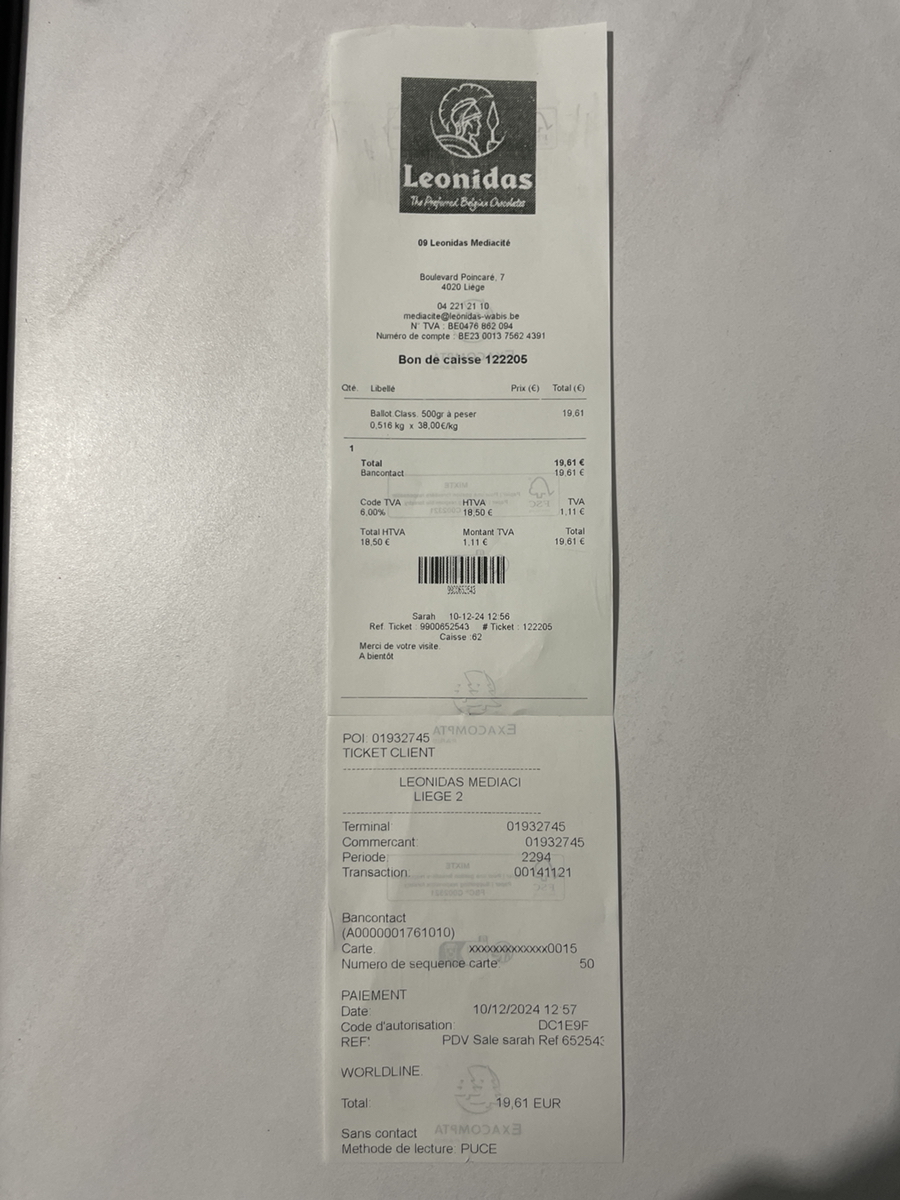 Leonidas
The Preferred Belgian Chocolates
09 Leonidas Mediacité
Boulevard Poincaré, 7
4020 Liège
04 221 21 10
mediacite@leonidas-wabis.be
N° TVA : BE0476 862 094
Numéro de compte : BE23 0013 7562 4391
Bon de caisse 122205
Qté. Libellé Prix (€) Total (€)
Ballot.Class. 500gr à peser 19,61
0,516 kg x 38,00€/kg
1
Total 19,61 €
Bancontact 19,61 €
Code TVA HTVA TVA
6,00% 18,50 € 1,11 €
Total HTVA Montant TVA Total
18,50 € 1,11 € 19,61 €
9900652543
Sarah 10-12-24 12:56
Ref. Ticket : 9900652543 # Ticket : 122205
Caisse :62
Merci de votre visite.
A bientôt
POI: 01932745
TICKET CLIENT
LEONIDAS MEDIACI
LIEGE 2
Terminal 01932745
Commercant: 01932745
Periode: 2294
Transaction: 00141121
Bancontact
(A0000001761010)
Carte: xxxxxxxxxxxxx0015
Numero de sequence carte: 50
PAIEMENT
Date: 10/12/2024 12:57
Code d'autorisation: DC1E9F
REF: PDV Sale sarah Ref 652543
WORLDLINE
Total: 19,61 EUR
Sans contact
Methode de lecture: PUCE
EXACOMPTA
EXACOMPTA